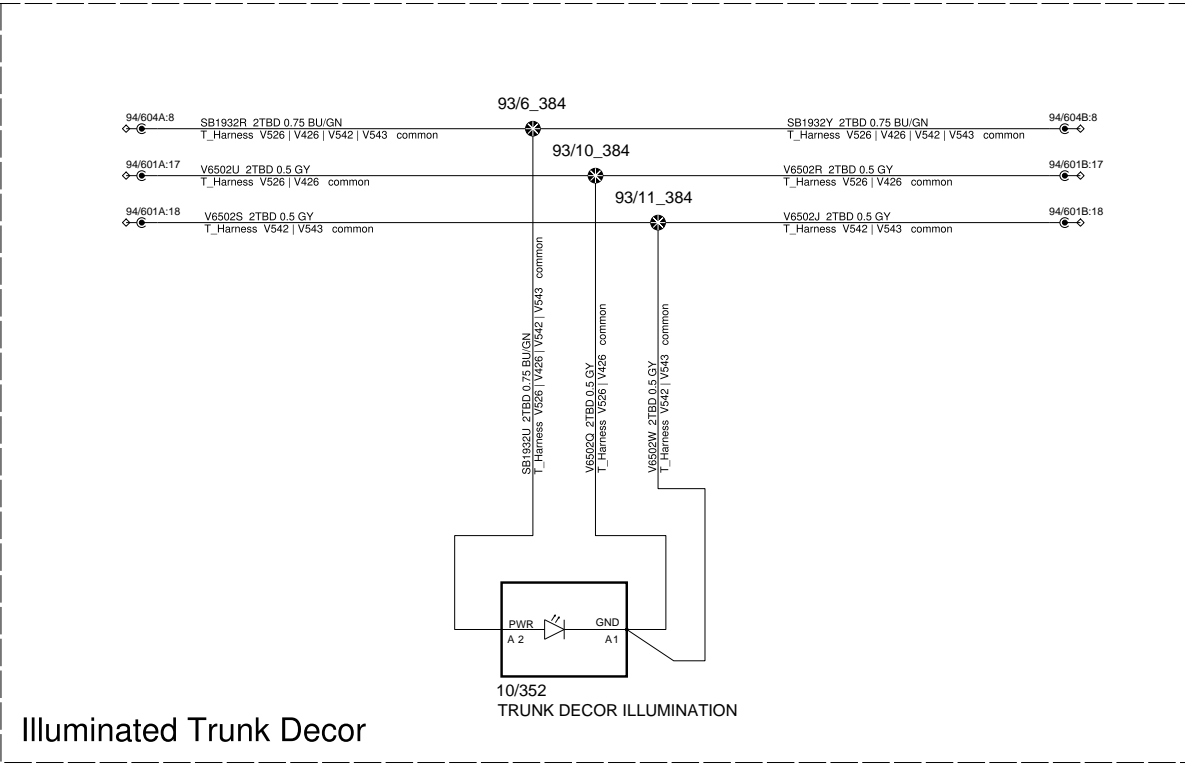 93/6_384
94/604A:8
SB1932R 2TBD 0.75 BU/GN
T_Harness V526 | V426 | V542 | V543 common
SB1932Y 2TBD 0.75 BU/GN
T_Harness V526 | V426 | V542 | V543 common
94/604B:8
93/10_384
94/601A:17
V6502U 2TBD 0.5 GY
T_Harness V526 | V426 common
V6502R 2TBD 0.5 GY
T_Harness V526 | V426 common
94/601B:17
93/11_384
94/601A:18
V6502S 2TBD 0.5 GY
T_Harness V542 | V543 common
V6502J 2TBD 0.5 GY
T_Harness V542 | V543 common
94/601B:18
SB1932U 2TBD 0.75 BU/GN
T_Harness V526 | V426 | V542 | V543 common
V6502Q 2TBD 0.5 GY
T_Harness V526 | V426 common
V6502W 2TBD 0.5 GY
T_Harness V542 | V543 common
PWR
A 2
GND
A1
10/352
TRUNK DECOR ILLUMINATION
Illuminated Trunk Decor